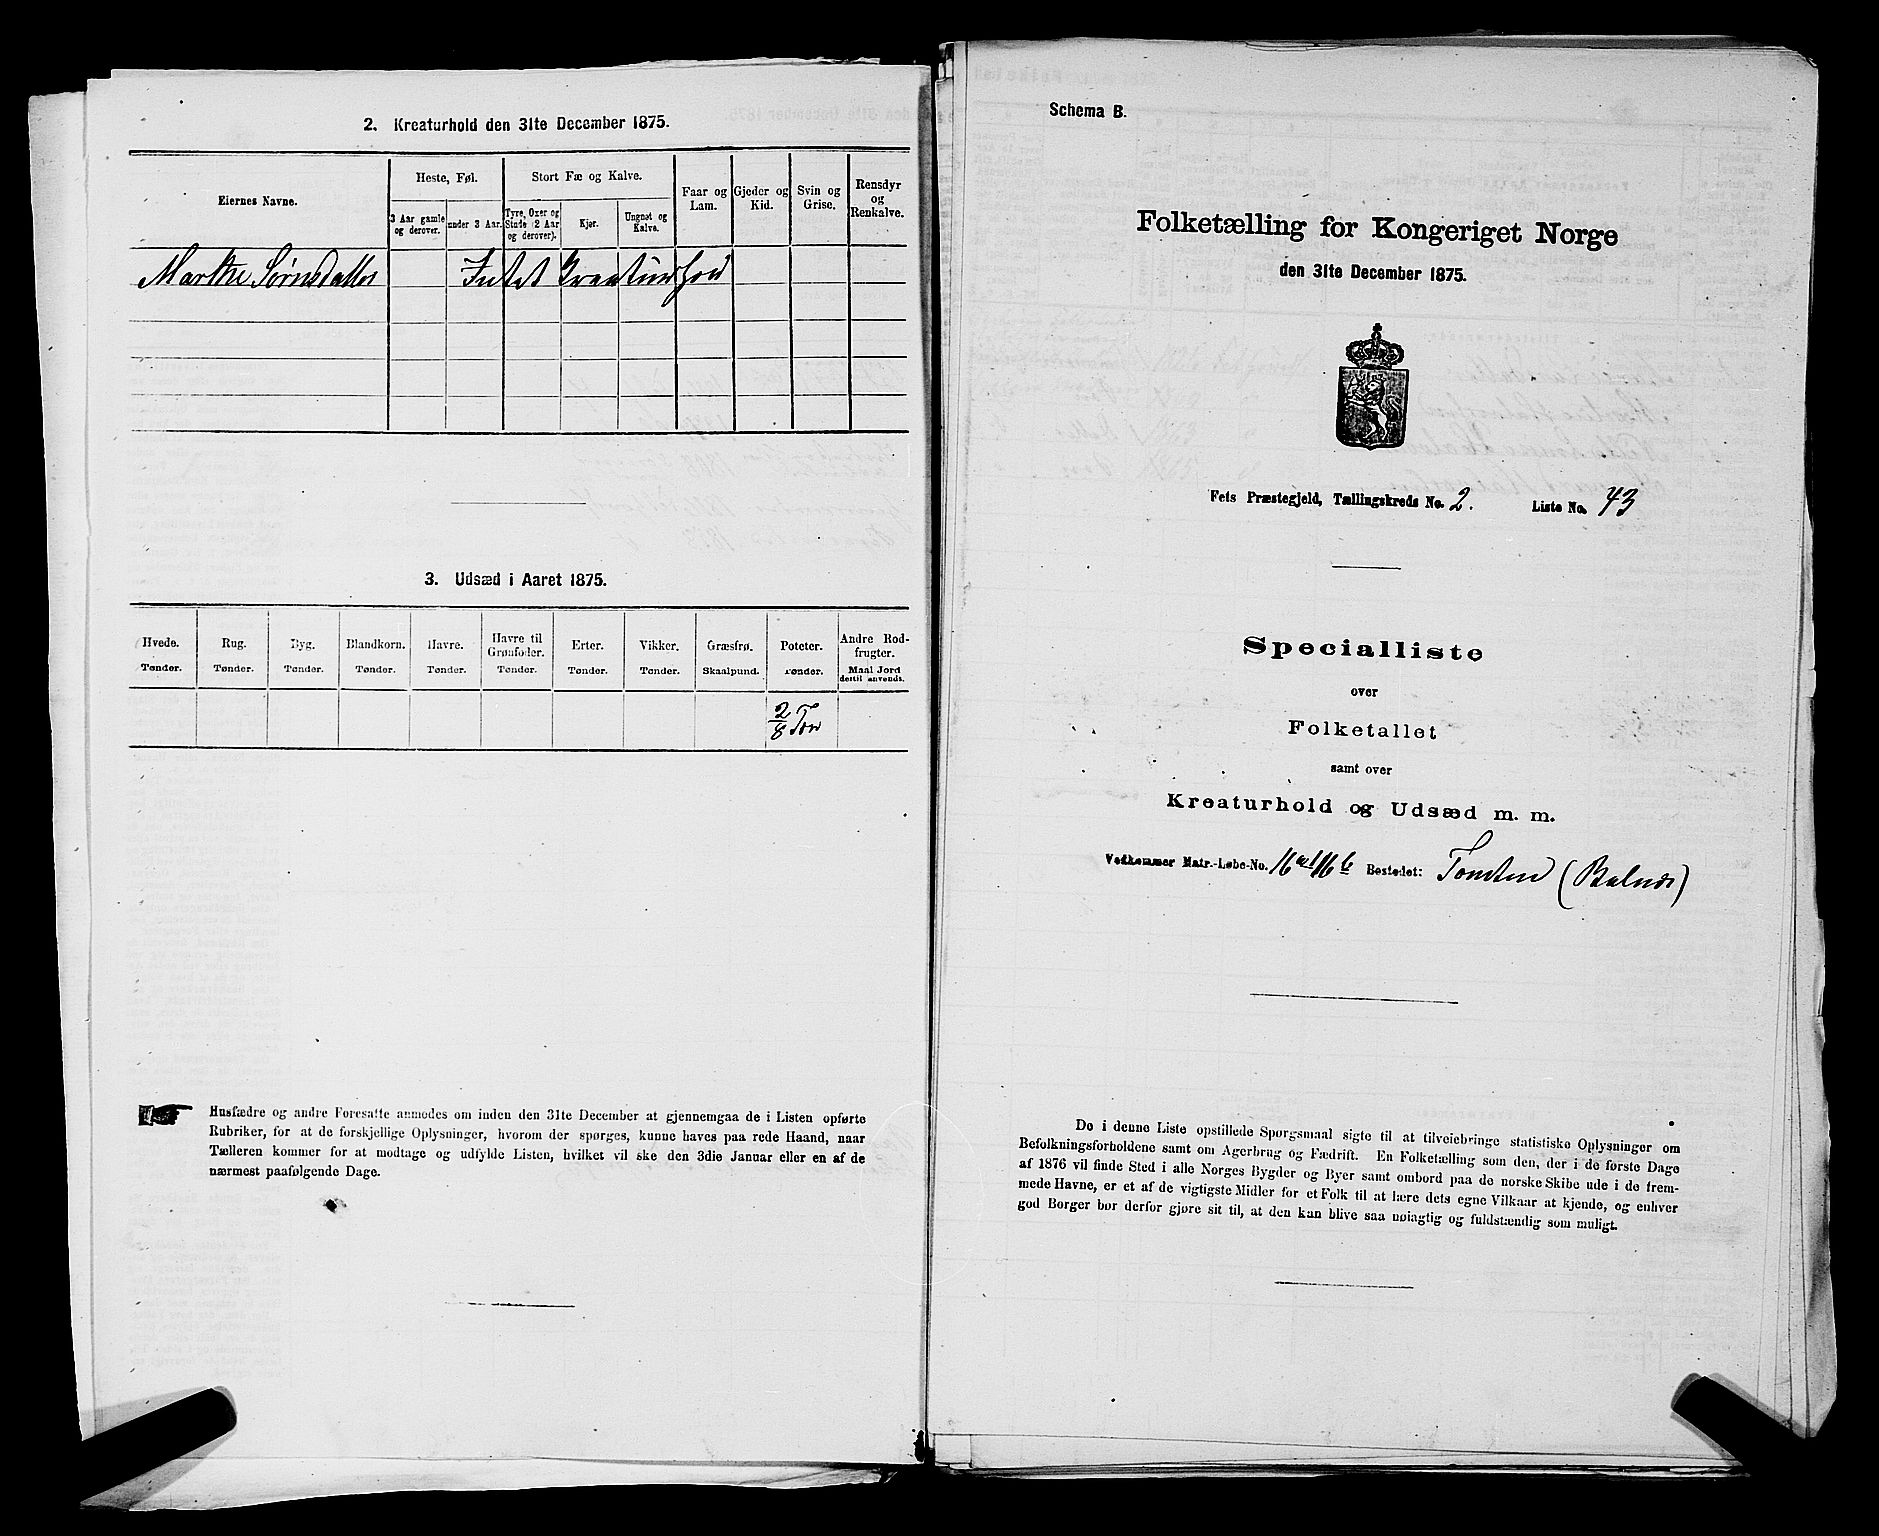 2. Kreaturhold den 31te December 1875.
Eiernes Navne.
Heste, Føl.
Stort Fæ og Kalve.
Faar og Lam.
Gjeder og Kid.
Svin og Grise.
Rensdyr og Renkalve.
3 Aar gamle og derover.
under 3 Aar.
Tyre, Oxer og Stude (2 Aar og derover).
Kjør.
Ungnøt og Kalve.
Marthe Sørnsdatter Intet Kreaturhold
3. Udsæd i Aaret 1875.
Hvede. Rug. Byg. Blandkorn. Havre. Havre til Grønfoder. Erter. Vikker. Græsfrø. Poteter. Andre Rodfrugter.
Tønder. Tønder. Tønder. Tønder. Tønder. Tønder. Tønder. Tønder. Skaalpund. Tønder. Maal Jord dertil anvendt.
2/8 Tør
Husfædre og andre Foresatte anmodes om inden den 31te December at gjennemgaa de i Listen opførte
Rubriker, for at de forskjellige Oplysninger, hvorom der spørges, kunne haves paa rede Haand, naar
Tælleren kommer for at modtage og udfylde Listen, hvilket vil ske den 3die Januar eller en af de
nærmest paafølgende Dage.
Schema B.
Folketælling for Kongeriget Norge
den 31te December 1875.
Fets Præstegjeld, Tællingskreds No. 2. Liste No. 43
Specialliste
over
Folketallet
samt over
Kreaturhold og Udsæd m. m.
Vedkommer Matr.-Løbe-No. 16a 16b Bostedet: Tomten (Balnes)
De i denne Liste opstillede Spørgsmaal sigte til at tilveiebringe statistiske Oplysninger om
Befolkningsforholdene samt om Agerbrug og Fædrift. En Folketælling som den, der i de første Dage
af 1876 vil finde Sted i alle Norges Bygder og Byer samt ombord paa de norske Skibe ude i de frem-
mede Havne, er et af de vigtigste Midler for et Folk til at lære dets egne Vilkaar at kjende, og enhver
god Borger bør derfor gjøre sit til, at den kan blive saa nøiagtig og fuldstændig som muligt.